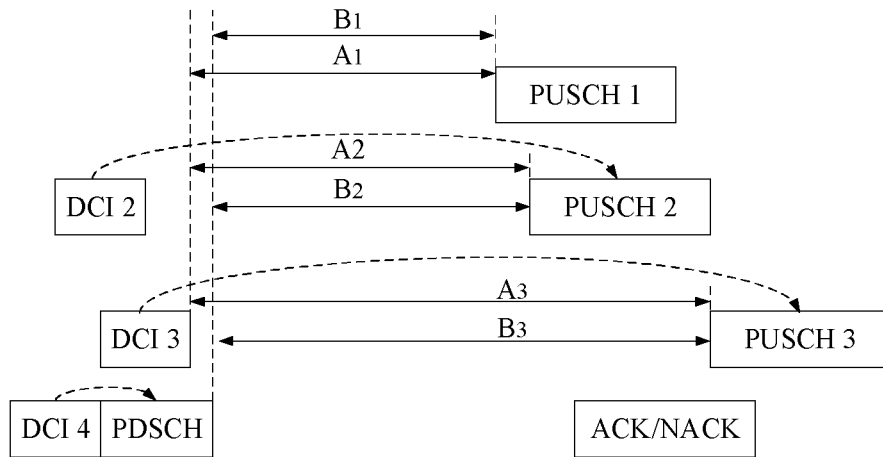 B1
A1
PUSCH 1
A2
DCI 2
B2
PUSCH 2
A3
DCI 3
B3
PUSCH 3
DCI 4 PDSCH
ACK/NACK